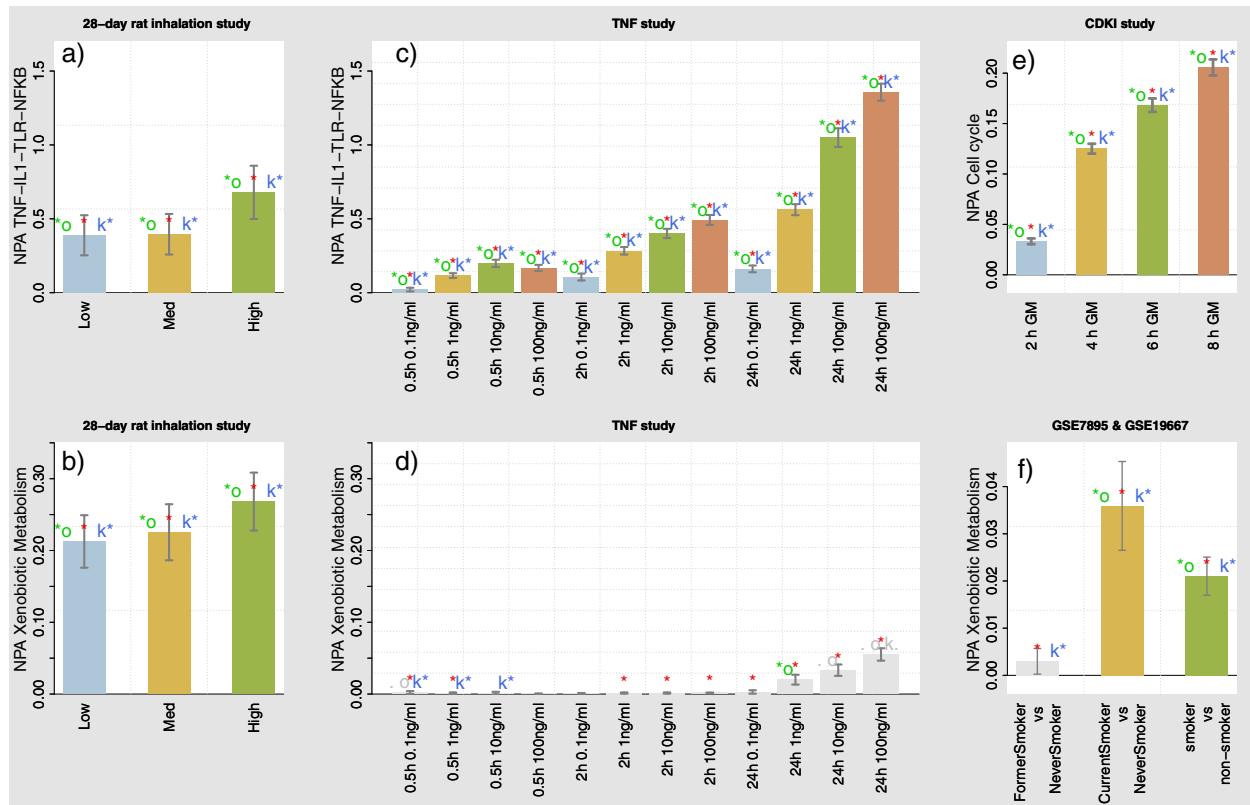 28–day rat inhalation study
a)
NPA TNF–IL1–TLR–NFKB
1.5
1.0
0.5
0.0
*o * k*
*o * k*
*o * k*
Low
Med
High
TNF study
c)
NPA TNF–IL1–TLR–NFKB
1.5
1.0
0.5
0.0
*o*k*
*o*k*
*o*k*
*o*k*
*o*k*
*o*k*
*o*k*
*o*k*
*o*k*
*o*k*
*o*k*
*o*k*
0.5h 0.1ng/ml
0.5h 1ng/ml
0.5h 10ng/ml
0.5h 100ng/ml
2h 0.1ng/ml
2h 1ng/ml
2h 10ng/ml
2h 100ng/ml
24h 0.1ng/ml
24h 1ng/ml
24h 10ng/ml
24h 100ng/ml
CDKI study
e)
NPA Cell cycle
0.20
0.15
0.10
0.05
0.00
*o * k*
*o * k*
*o * k*
*o * k*
2 h GM
4 h GM
6 h GM
8 h GM
28–day rat inhalation study
b)
NPA Xenobiotic Metabolism
0.30
0.20
0.10
0.00
*o * k*
*o * k*
*o * k*
Low
Med
High
TNF study
d)
NPA Xenobiotic Metabolism
0.30
0.20
0.10
0.00
. o*k*
*k*
k*
*
*
*
*
*o*
. o*
. o*k.
0.5h 0.1ng/ml
0.5h 1ng/ml
0.5h 10ng/ml
0.5h 100ng/ml
2h 0.1ng/ml
2h 1ng/ml
2h 10ng/ml
2h 100ng/ml
24h 0.1ng/ml
24h 1ng/ml
24h 10ng/ml
24h 100ng/ml
GSE7895 & GSE19667
f)
NPA Xenobiotic Metabolism
0.04
0.03
0.02
0.01
0.00
* k*
*o * k*
*o * k*
FormerSmoker
vs
NeverSmoker
CurrentSmoker
vs
NeverSmoker
smoker
vs
non−smoker